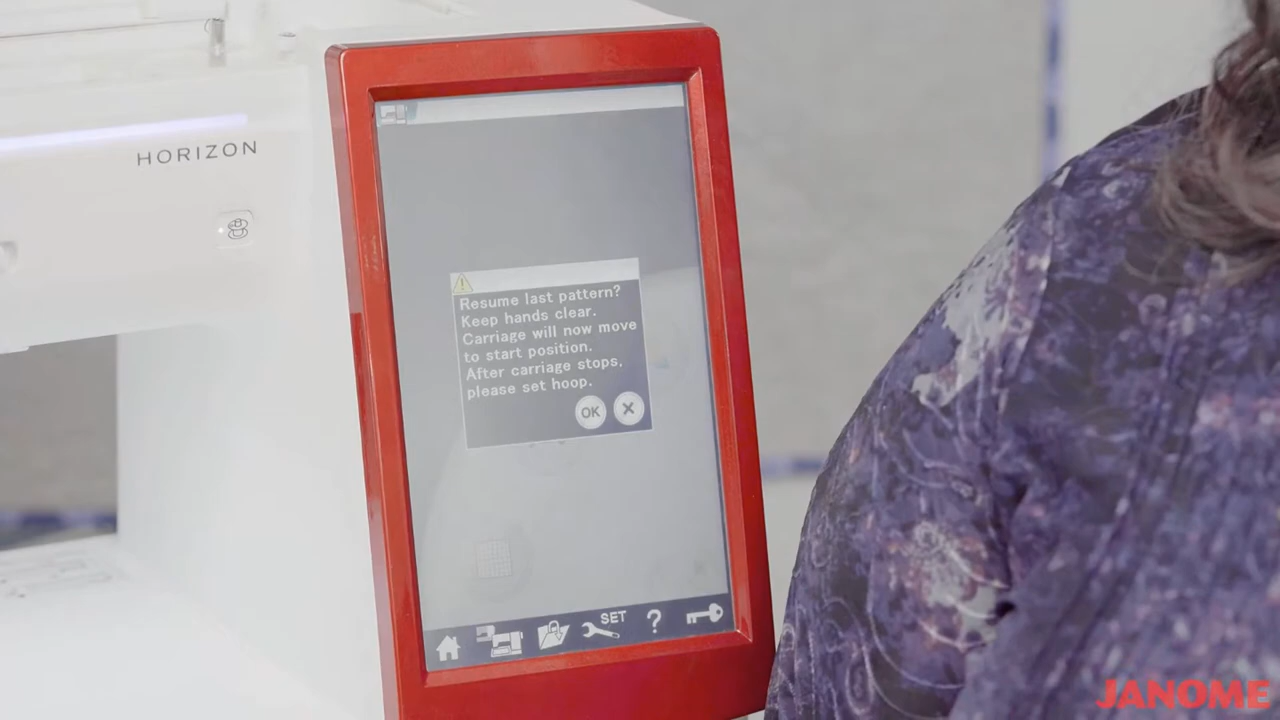 HORIZON
Resume last pattern?
Keep hands clear.
Carriage will now move
to start position.
After carriage stops,
please set hoop.
OK
SET
?
JANOME